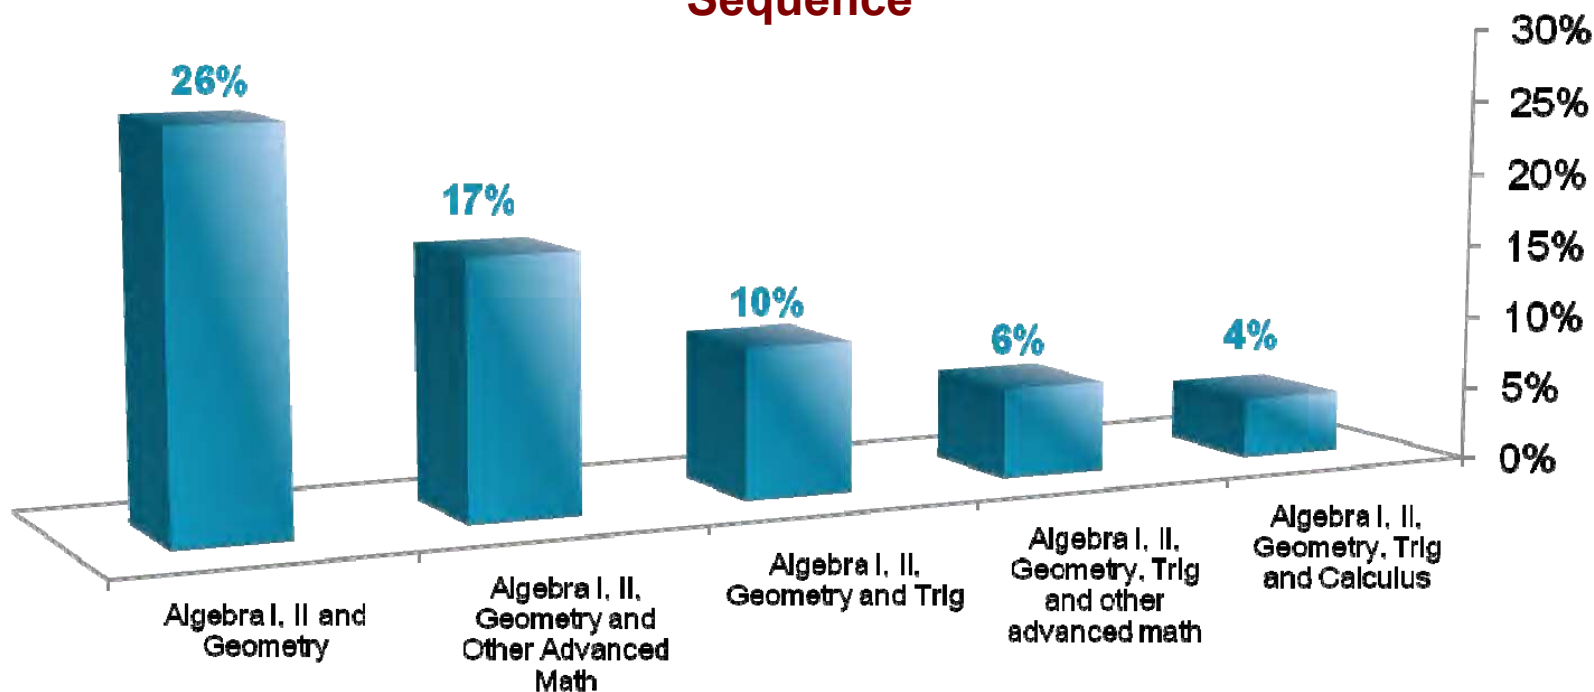 Sequence
26%
17%
10%
6%
4%
30%
25%
20%
15%
10%
5%
0%
Algebra I, II and
Geometry
Algebra I, II,
Geometry and
Other Advanced
Math
Algebra I, II,
Geometry and Trig
Algebra I, II,
Geometry, Trig
and other
advanced math
Algebra I, II,
Geometry, Trig
and Calculus